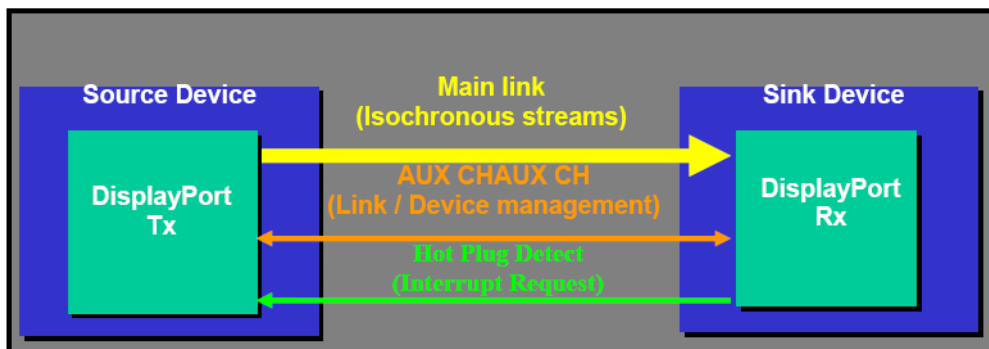 Source Device
Main link
(Isochronous streams)
Sink Device
DisplayPort
Tx
AUX CHAUX CH
(Link / Device management)
DisplayPort
Rx
Hot Plug Detect
(Interrupt Request)